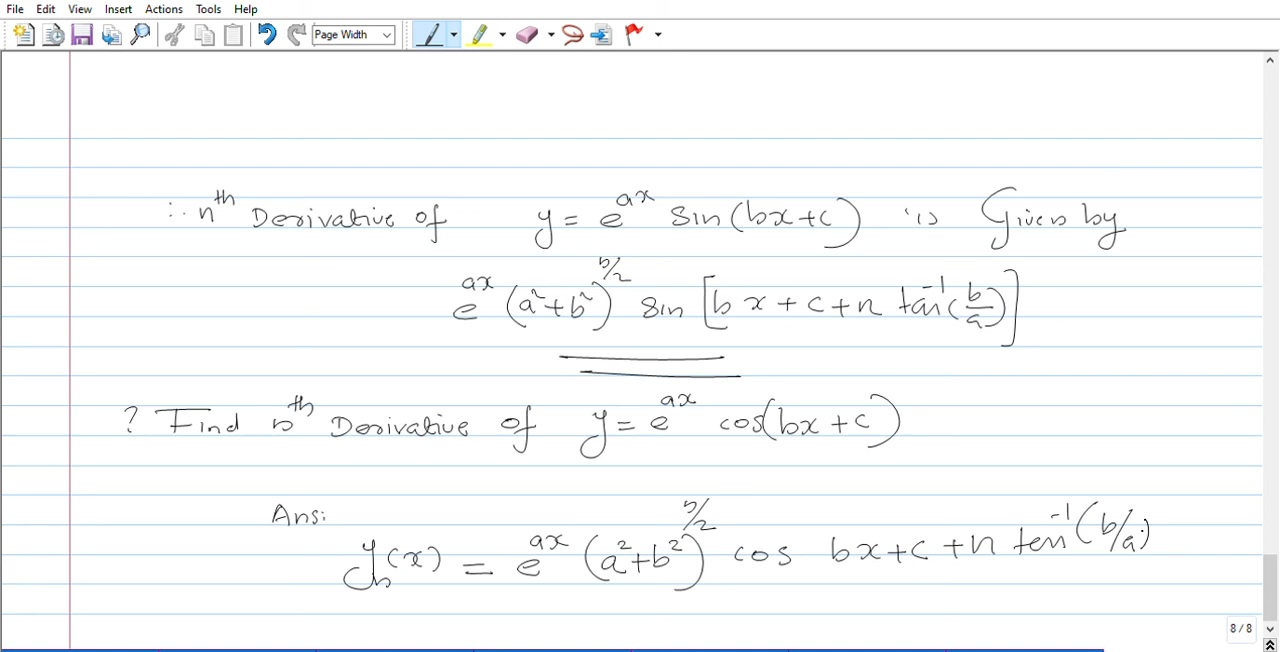 File Edit View Insert Actions Tools Help
Page Width
∴ nᵗʰ Derivative of y = e^{ax} sin(bx+c) is Given by
e^{ax} (a²+b²)^{n/2} sin [bx+c+n tan⁻¹(b/a)]
? Find nᵗʰ Derivative of y = e^{ax} cos(bx+c)
Ans:
yₙ(x) = e^{ax} (a²+b²)^{n/2} cos bx+c+n tan⁻¹(b/a)
8/8